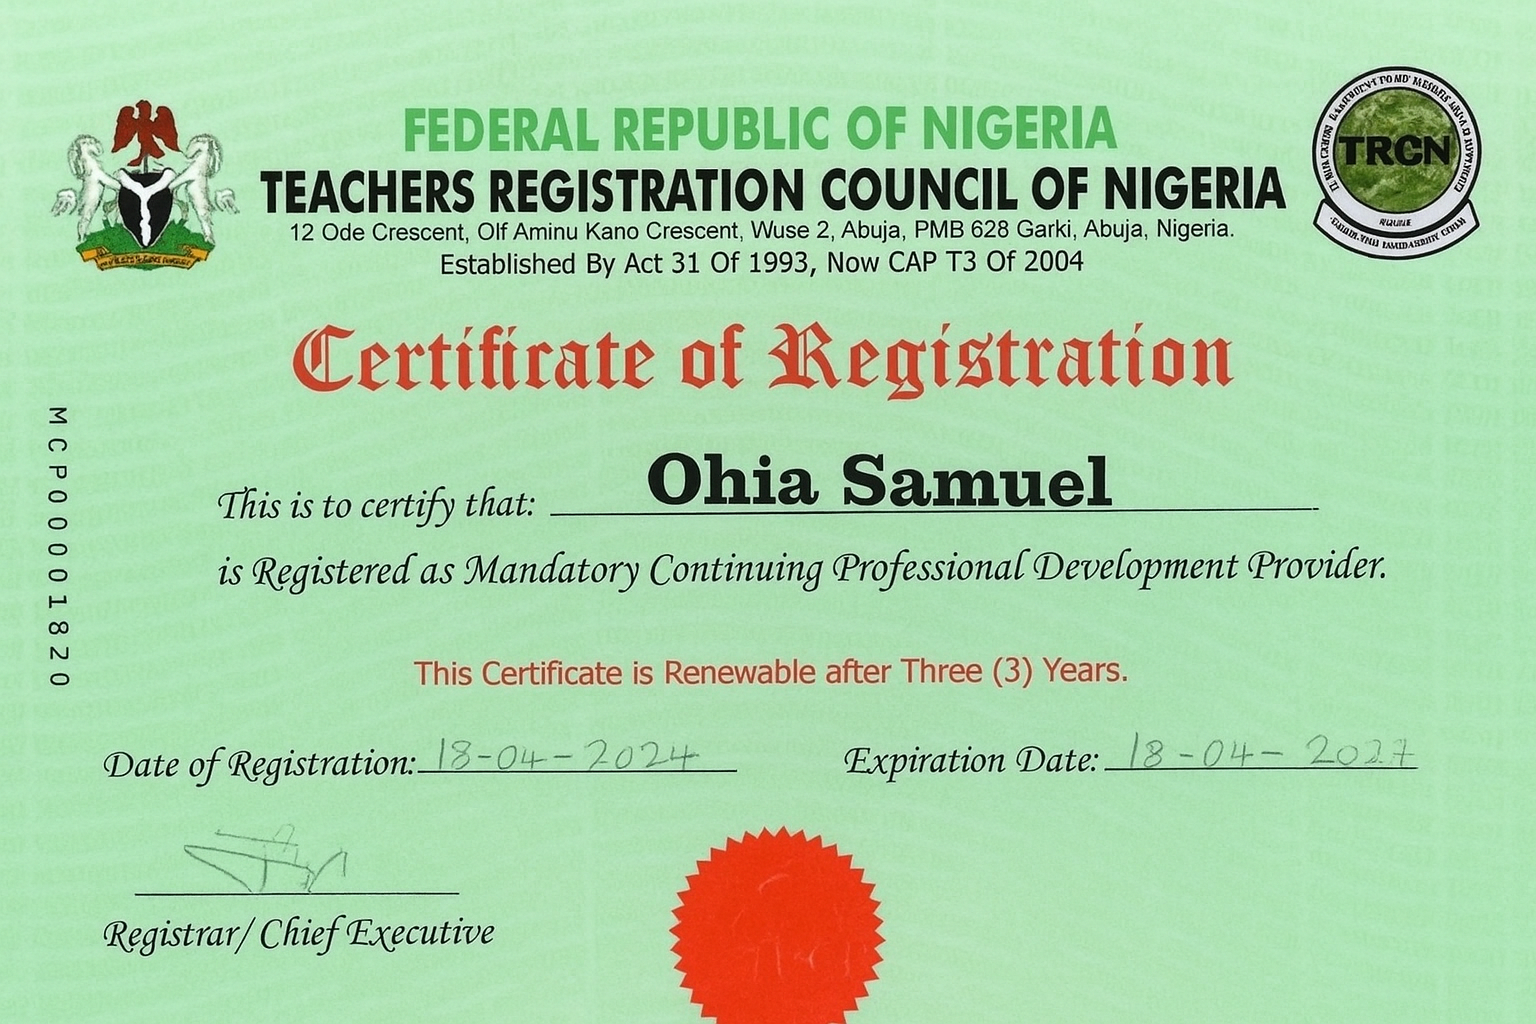 FEDERAL REPUBLIC OF NIGERIA
TEACHERS REGISTRATION COUNCIL OF NIGERIA
12 Ode Crescent, Olf Aminu Kano Crescent, Wuse 2, Abuja, PMB 628 Garki, Abuja, Nigeria.
Established By Act 31 Of 1993, Now CAP T3 Of 2004
TRCN
Certificate of Registration
MCP00001820
This is to certify that: Ohia Samuel
is Registered as Mandatory Continuing Professional Development Provider.
This Certificate is Renewable after Three (3) Years.
Date of Registration: 18-04-2024
Expiration Date: 18-04-2027
Registrar/ Chief Executive